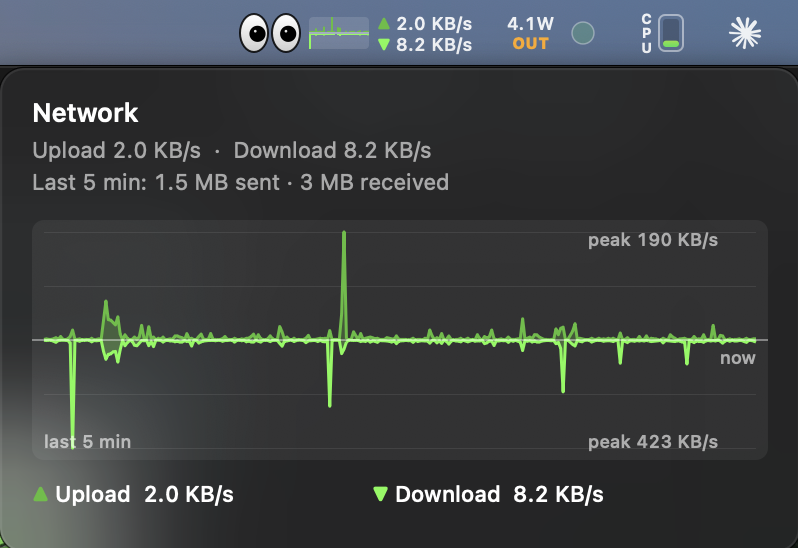 2.0 KB/s
8.2 KB/s
4.1W
OUT
CPU
Network
Upload 2.0 KB/s · Download 8.2 KB/s
Last 5 min: 1.5 MB sent · 3 MB received
peak 190 KB/s
now
last 5 min
peak 423 KB/s
Upload 2.0 KB/s
Download 8.2 KB/s